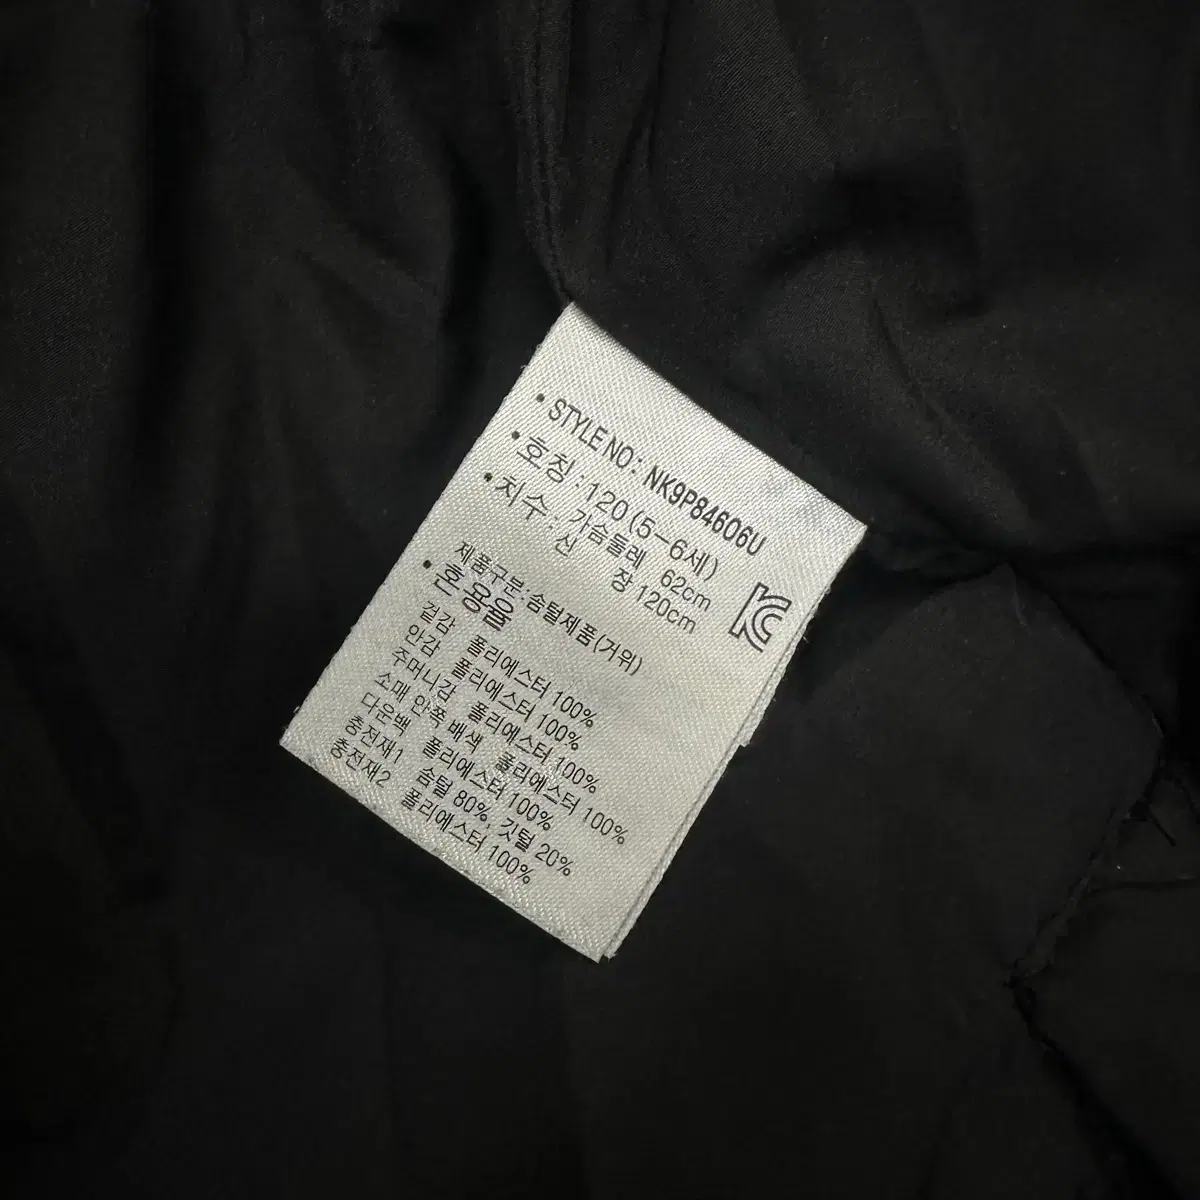 • STYLE NO : NK9P84606U
• 호칭 : 120 (5-6세)
• 치수 : 가슴둘레 62cm
신 장 120cm
제품구분 : 솜털제품(거위)
• 혼용율
겉감 폴리에스터 100%
안감 폴리에스터 100%
주머니감 폴리에스터 100%
소매 안쪽 배색 폴리에스터 100%
다운백 폴리에스터 100%
충전재1 솜털 80%, 깃털 20%
충전재2 폴리에스터 100%
KC